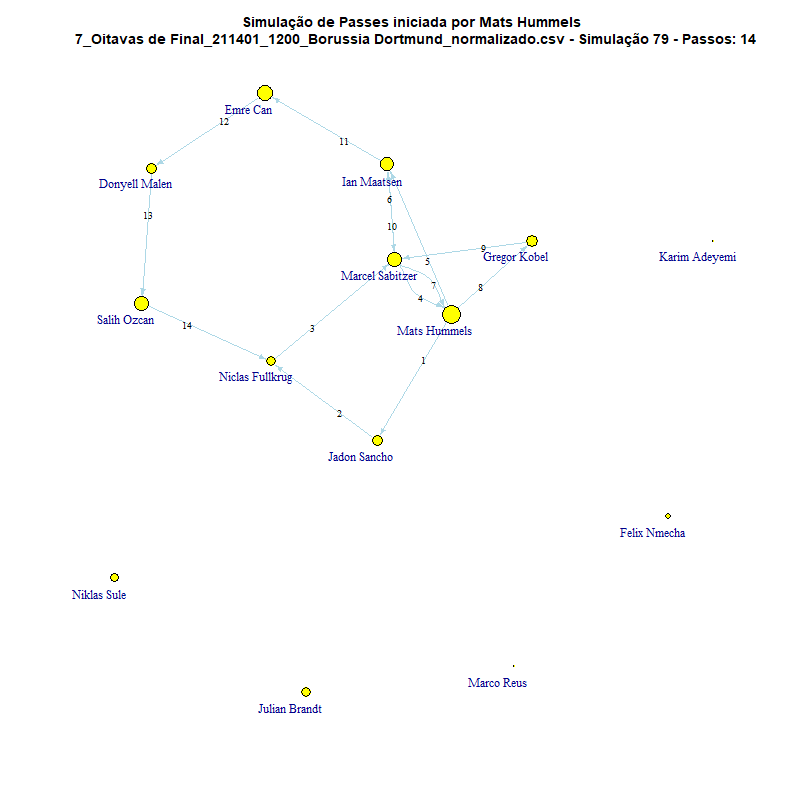 Simulação de Passes iniciada por Mats Hummels
7_Oitavas de Final_211401_1200_Borussia Dortmund_normalizado.csv - Simulação 79 - Passos: 14
Emre Can
12
11
Donyell Malen
Ian Maatsen
6
13
10
9
Gregor Kobel
Karim Adeyemi
5
Marcel Sabitzer
7
8
4
Salih Ozcan
14
3
Mats Hummels
1
Niclas Fullkrug
2
Jadon Sancho
Felix Nmecha
Niklas Sule
Marco Reus
Julian Brandt